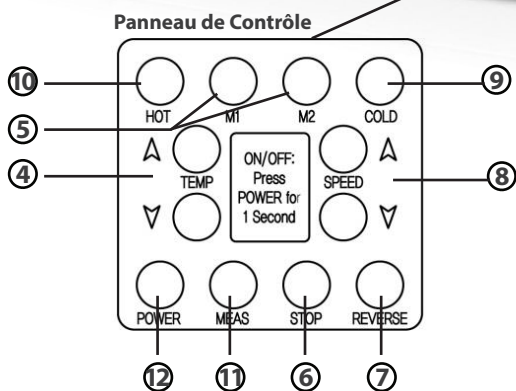 Panneau de Contrôle
10 9
HOT M1 M2 COLD
5
4 TEMP SPEED 8
ON/OFF:
Press
POWER for
1 Second
POWER MEAS STOP REVERSE
12 11 6 7